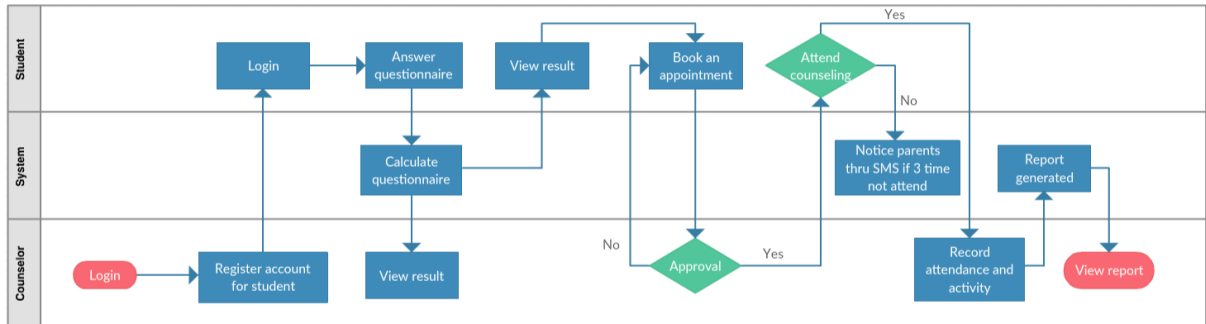 Student
Login
Answer
questionnaire
View result
Book an
appointment
Attend
counseling
Yes
No
System
Calculate
questionnaire
Notice parents
thru SMS if 3 time
not attend
Report
generated
Counselor
Login
Register account
for student
View result
No
Approval
Yes
Record
attendance and
activity
View report